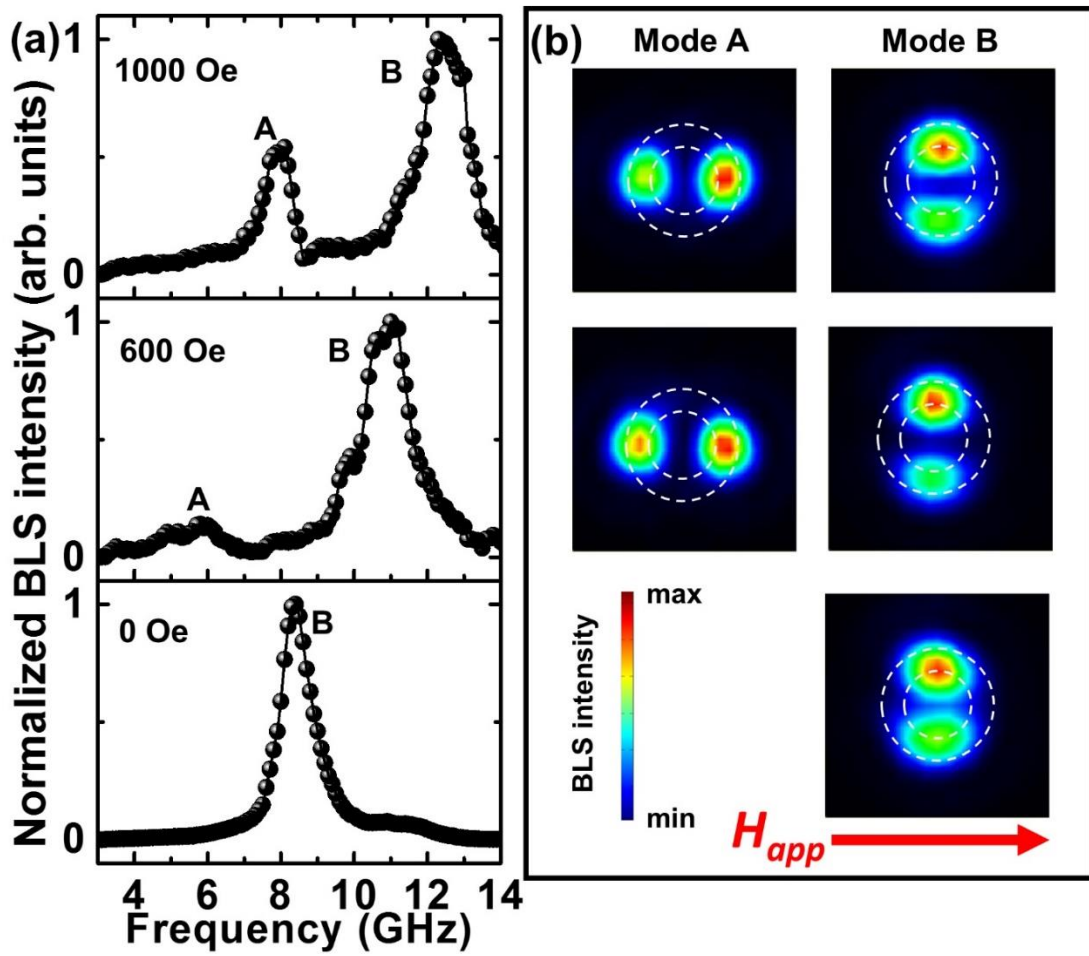 (a)
Normalized BLS intensity (arb. units)
1
1000 Oe
B
A
0
1
600 Oe
B
A
0
1
0 Oe
B
0
4 6 8 10 12 14
Frequency (GHz)
(b)
Mode A Mode B
max
BLS intensity
min
H_app